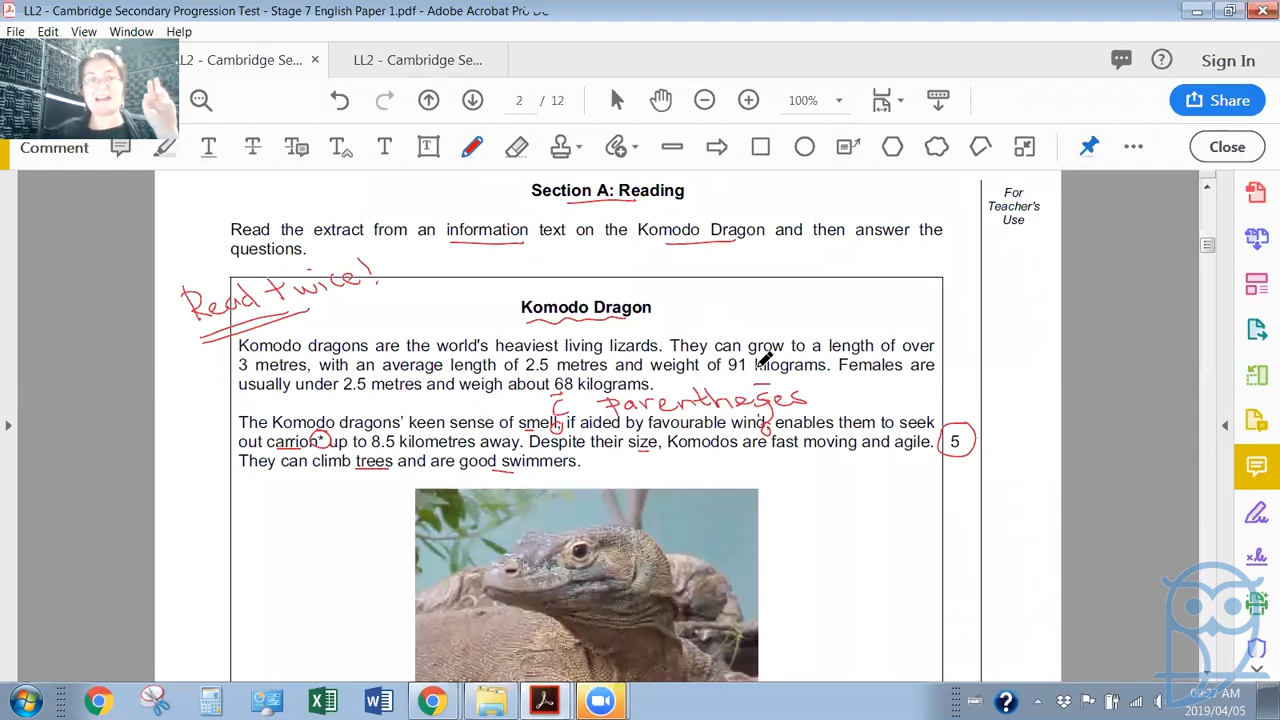 LL2 - Cambridge Secondary Progression Test - Stage 7 English Paper 1.pdf - Adobe Acrobat Pro DC
File Edit View Window Help
LL2 - Cambridge Se... × LL2 - Cambridge Se...
Sign In
2 / 12
100%
Share
Comment
Close
Section A: Reading
For
Teacher's
Use
Read the extract from an information text on the Komodo Dragon and then answer the
questions.
Read twice!
Komodo Dragon
Komodo dragons are the world's heaviest living lizards. They can grow to a length of over
3 metres, with an average length of 2.5 metres and weight of 91 kilograms. Females are
usually under 2.5 metres and weigh about 68 kilograms.
parentheses
The Komodo dragons' keen sense of smell, if aided by favourable wind, enables them to seek
out carrion* up to 8.5 kilometres away. Despite their size, Komodos are fast moving and agile.
5
They can climb trees and are good swimmers.
09:27 AM
2019/04/05